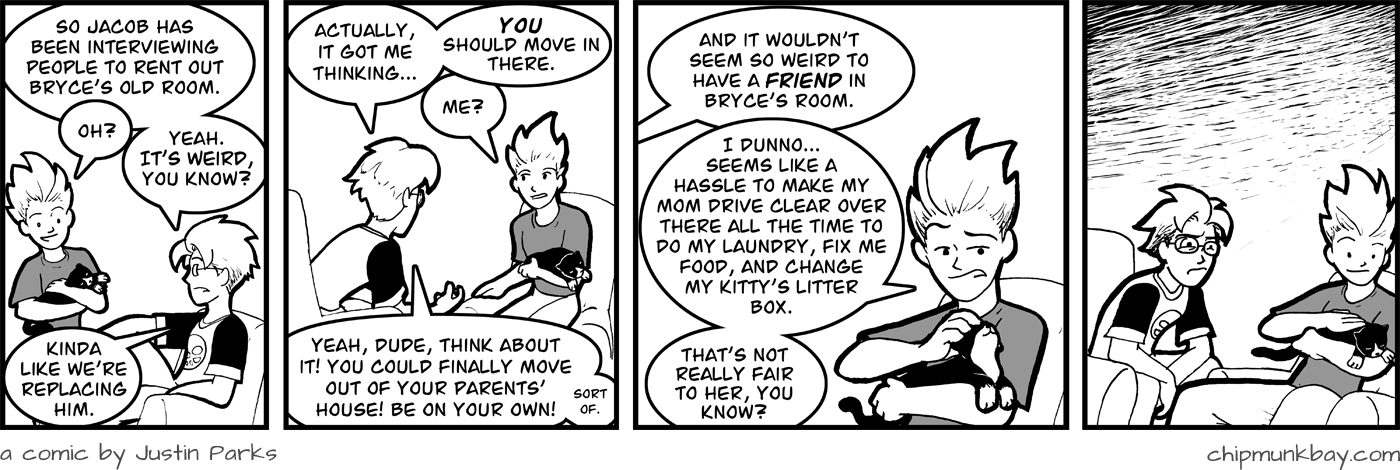 SO JACOB HAS
BEEN INTERVIEWING
PEOPLE TO RENT OUT
BRYCE'S OLD ROOM.
OH?
YEAH.
IT'S WEIRD,
YOU KNOW?
KINDA
LIKE WE'RE
REPLACING
HIM.
ACTUALLY,
IT GOT ME
THINKING...
YOU
SHOULD MOVE IN
THERE.
ME?
YEAH, DUDE, THINK ABOUT
IT! YOU COULD FINALLY MOVE
OUT OF YOUR PARENTS'
HOUSE! BE ON YOUR OWN!
SORT
OF.
AND IT WOULDN'T
SEEM SO WEIRD TO
HAVE A FRIEND IN
BRYCE'S ROOM.
I DUNNO...
SEEMS LIKE A
HASSLE TO MAKE MY
MOM DRIVE CLEAR OVER
THERE ALL THE TIME TO
DO MY LAUNDRY, FIX ME
FOOD, AND CHANGE
MY KITTY'S LITTER
BOX.
THAT'S NOT
REALLY FAIR
TO HER, YOU
KNOW?
a comic by Justin Parks
chipmunkbay.com